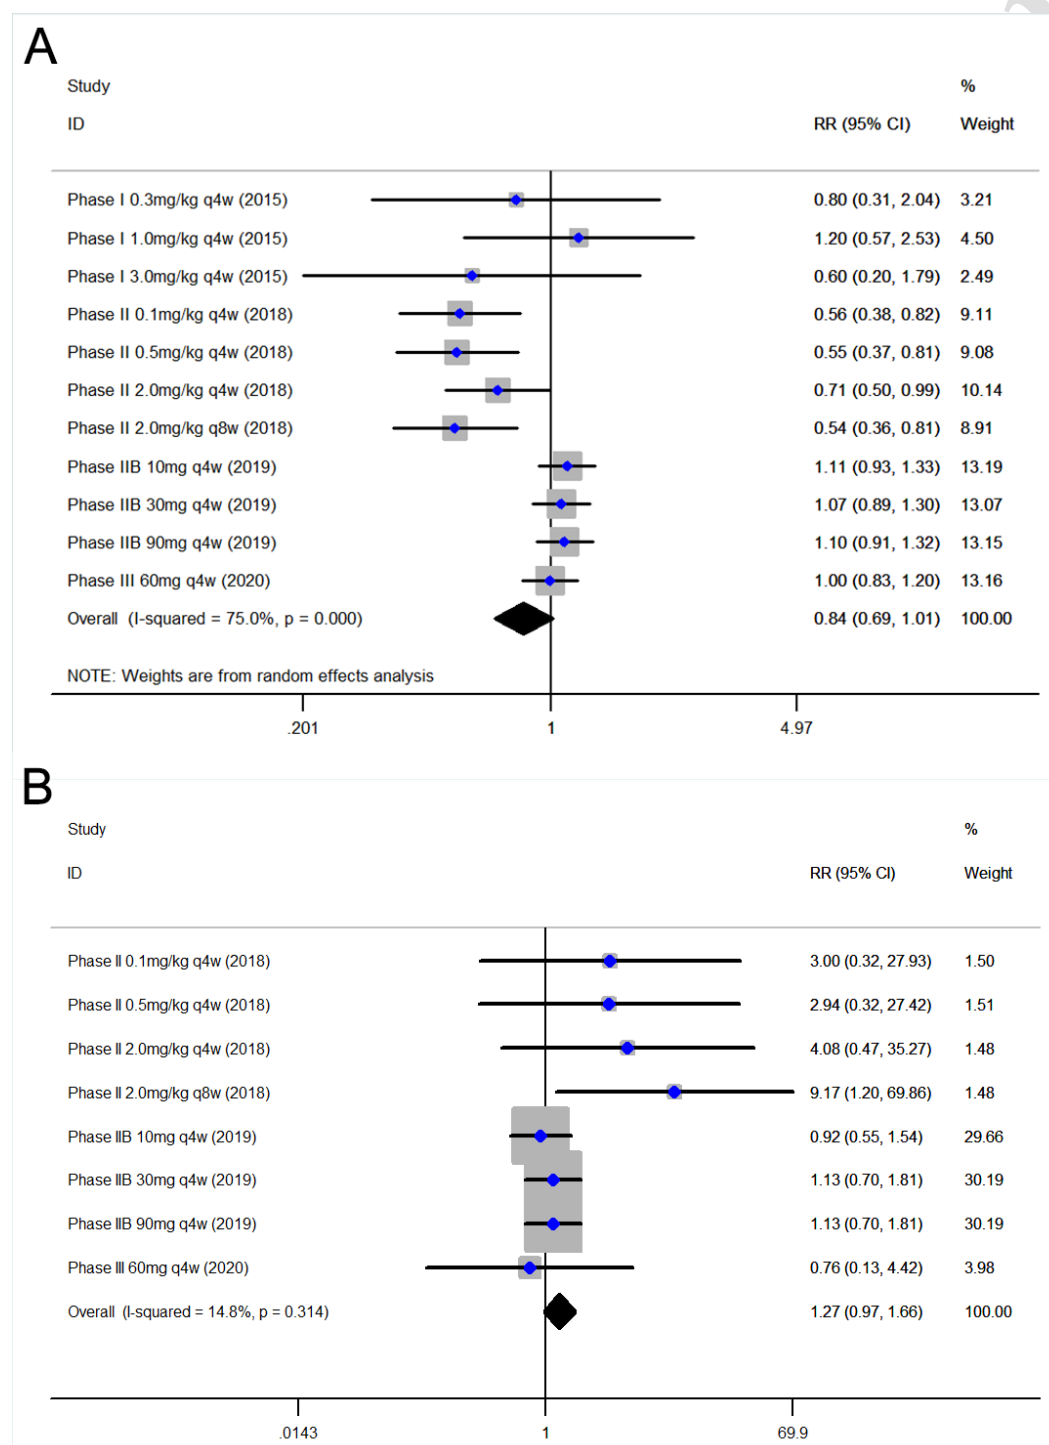 A
Study %
ID RR (95% CI) Weight
Phase I 0.3mg/kg q4w (2015) 0.80 (0.31, 2.04) 3.21
Phase I 1.0mg/kg q4w (2015) 1.20 (0.57, 2.53) 4.50
Phase I 3.0mg/kg q4w (2015) 0.60 (0.20, 1.79) 2.49
Phase II 0.1mg/kg q4w (2018) 0.56 (0.38, 0.82) 9.11
Phase II 0.5mg/kg q4w (2018) 0.55 (0.37, 0.81) 9.08
Phase II 2.0mg/kg q4w (2018) 0.71 (0.50, 0.99) 10.14
Phase II 2.0mg/kg q8w (2018) 0.54 (0.36, 0.81) 8.91
Phase IIB 10mg q4w (2019) 1.11 (0.93, 1.33) 13.19
Phase IIB 30mg q4w (2019) 1.07 (0.89, 1.30) 13.07
Phase IIB 90mg q4w (2019) 1.10 (0.91, 1.32) 13.15
Phase III 60mg q4w (2020) 1.00 (0.83, 1.20) 13.16
Overall (I-squared = 75.0%, p = 0.000) 0.84 (0.69, 1.01) 100.00
NOTE: Weights are from random effects analysis
.201 1 4.97
B
Study %
ID RR (95% CI) Weight
Phase II 0.1mg/kg q4w (2018) 3.00 (0.32, 27.93) 1.50
Phase II 0.5mg/kg q4w (2018) 2.94 (0.32, 27.42) 1.51
Phase II 2.0mg/kg q4w (2018) 4.08 (0.47, 35.27) 1.48
Phase II 2.0mg/kg q8w (2018) 9.17 (1.20, 69.86) 1.48
Phase IIB 10mg q4w (2019) 0.92 (0.55, 1.54) 29.66
Phase IIB 30mg q4w (2019) 1.13 (0.70, 1.81) 30.19
Phase IIB 90mg q4w (2019) 1.13 (0.70, 1.81) 30.19
Phase III 60mg q4w (2020) 0.76 (0.13, 4.42) 3.98
Overall (I-squared = 14.8%, p = 0.314) 1.27 (0.97, 1.66) 100.00
.0143 1 69.9